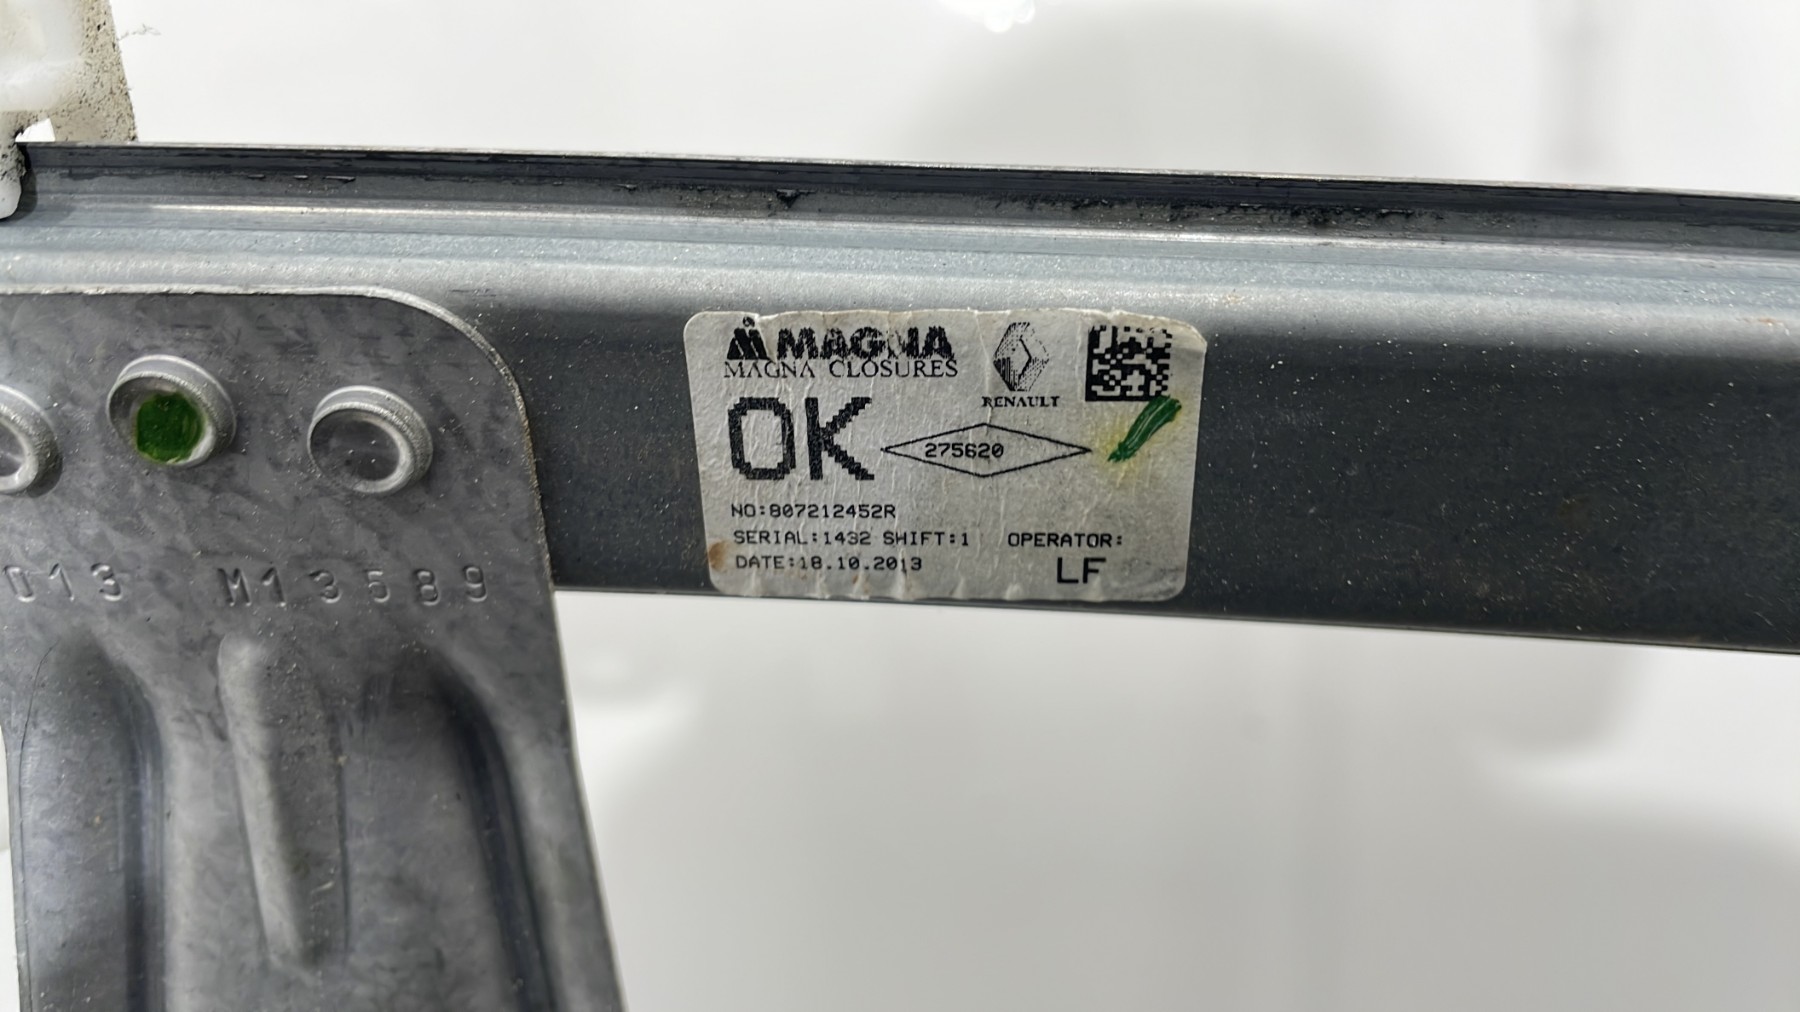 MAGNA
MAGNA CLOSURES
RENAULT
OK
275620
NO:807212452R
SERIAL:1432 SHIFT:1 OPERATOR:
DATE:18.10.2013 LF
013 M13589